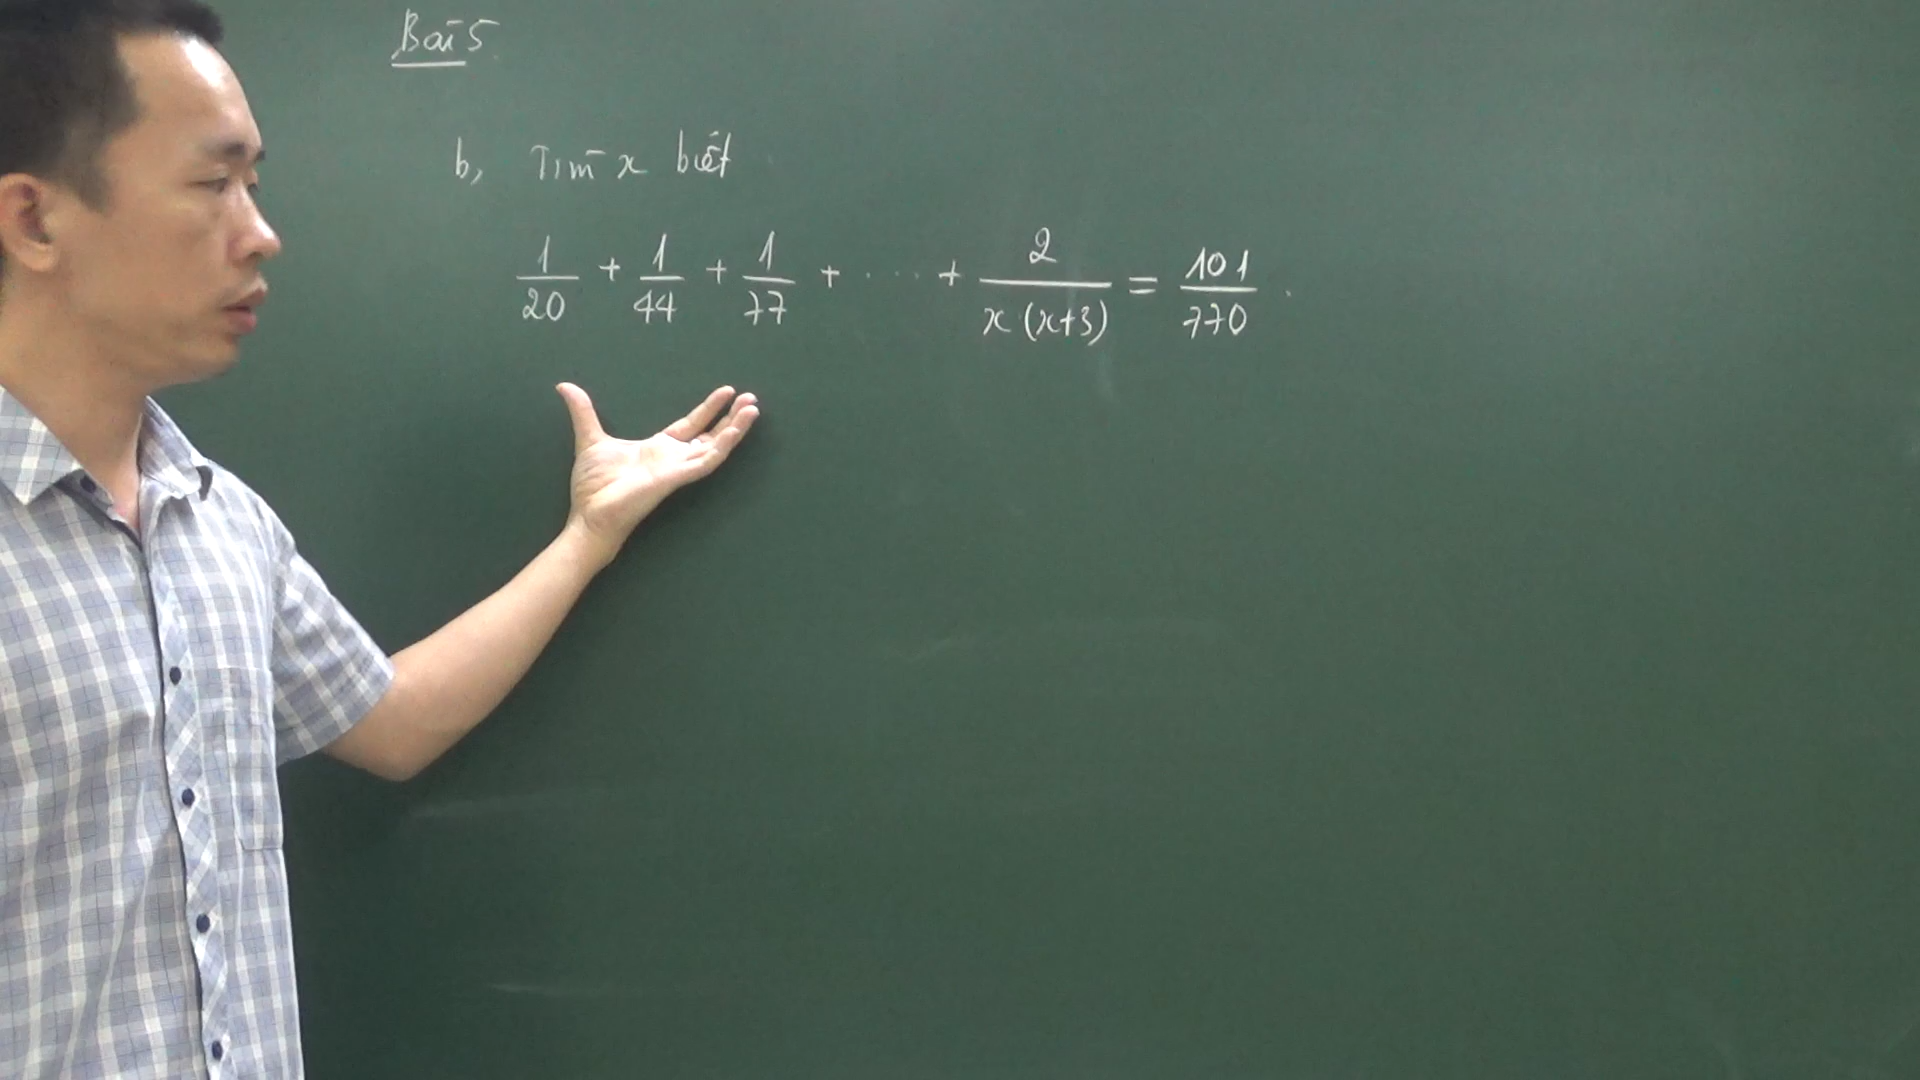 Bài 5
b, Tìm x biết
1/20 + 1/44 + 1/77 + ..... + 2/x(x+3) = 101/770 .